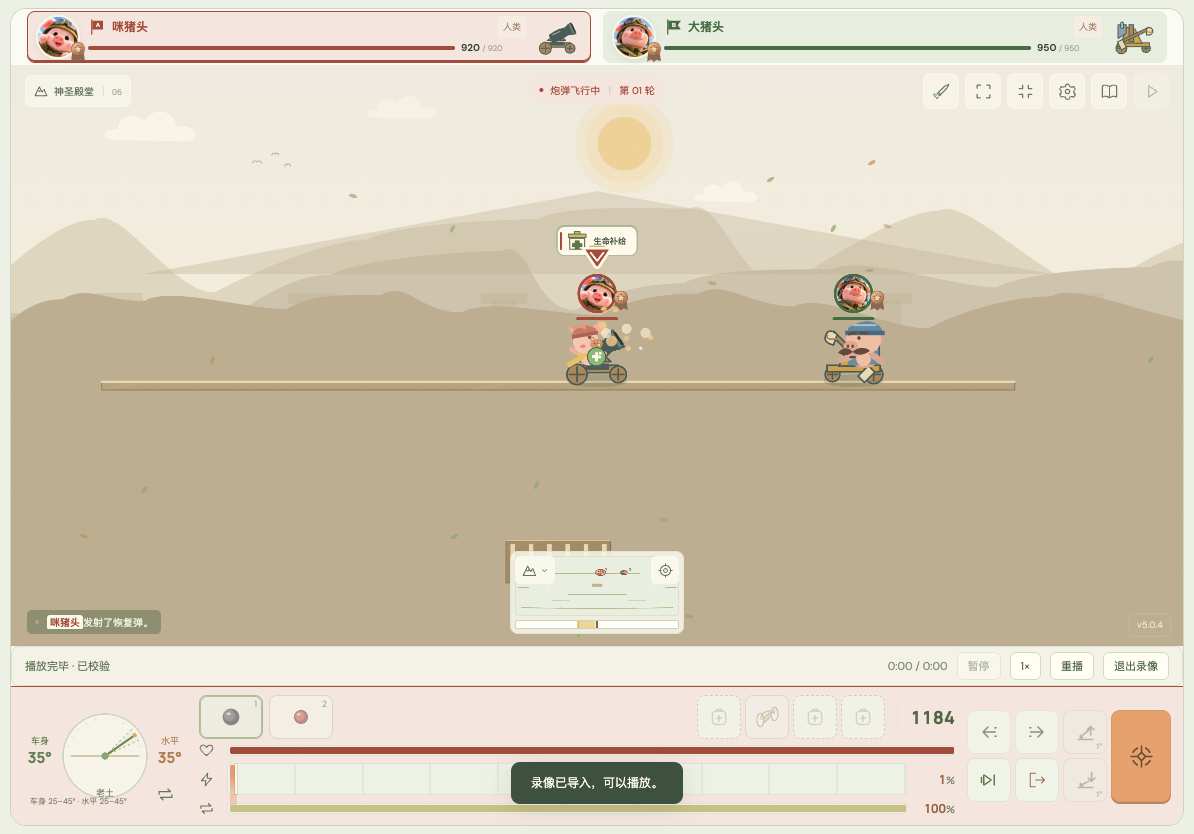 咪猪头
人类
920 / 920
大猪头
人类
950 / 950
神圣殿堂 06
炮弹飞行中 第 01 轮
生命补给
咪猪头发射了恢复弹。
v5.0.4
播放完毕 · 已校验
0:00 / 0:00
暂停
1×
重播
退出录像
车身
35°
水平
35°
老土
车身 25–45° · 水平 25–45°
1
2
1184
1%
100%
1°
1°
录像已导入，可以播放。